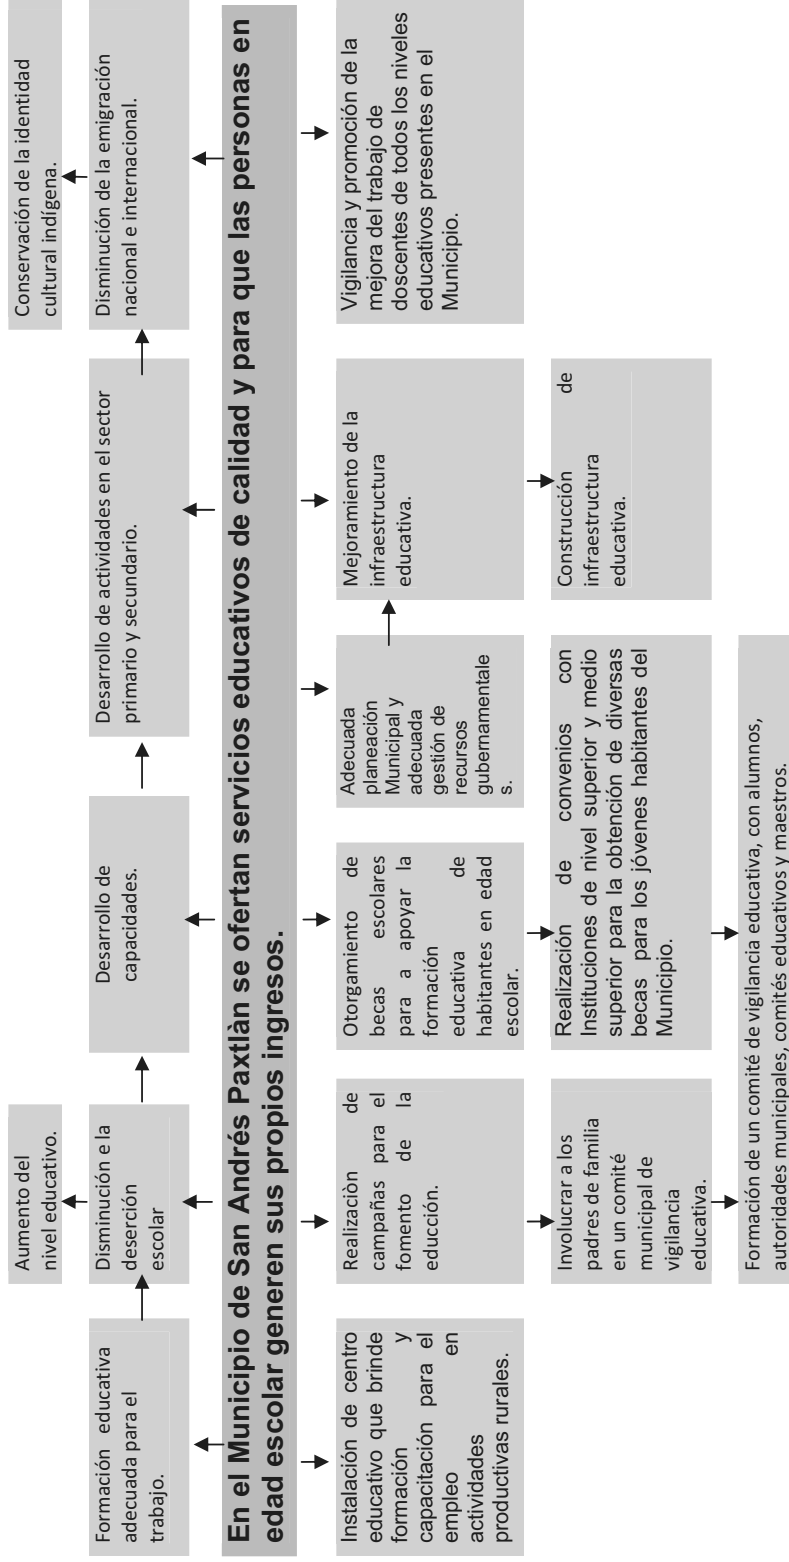 Aumento del
nivel educativo.
Conservación de la identidad
cultural indígena.
Formación educativa
adecuada para el
trabajo.
Disminución e la
deserción
escolar
Desarrollo de
capacidades.
Desarrollo de actividades en el sector
primario y secundario.
Disminución de la emigración
nacional e internacional.
En el Municipio de San Andrés Paxtlàn se ofertan servicios educativos de calidad y para que las personas en
edad escolar generen sus propios ingresos.
Instalación de centro
educativo que brinde
formación y
capacitación para el
empleo en
actividades
productivas rurales.
Realizaciòn de
campañas para el
fomento de la
educción.
Otorgamiento de
becas escolares
para a apoyar la
formación
educativa de
habitantes en edad
escolar.
Adecuada
planeación
Municipal y
adecuada
gestión de
recursos
gubernamentale
s.
Mejoramiento de la
infraestructura
educativa.
Vigilancia y promoción de la
mejora del trabajo de
doscentes de todos los niveles
educativos presentes en el
Municipio.
Involucrar a los
padres de familia
en un comité
municipal de
vigilancia
educativa.
Realización de convenios con
Instituciones de nivel superior y medio
superior para la obtención de diversas
becas para los jóvenes habitantes del
Municipio.
Construcción de
infraestructura
educativa.
Formación de un comité de vigilancia educativa, con alumnos,
autoridades municipales, comités educativos y maestros.